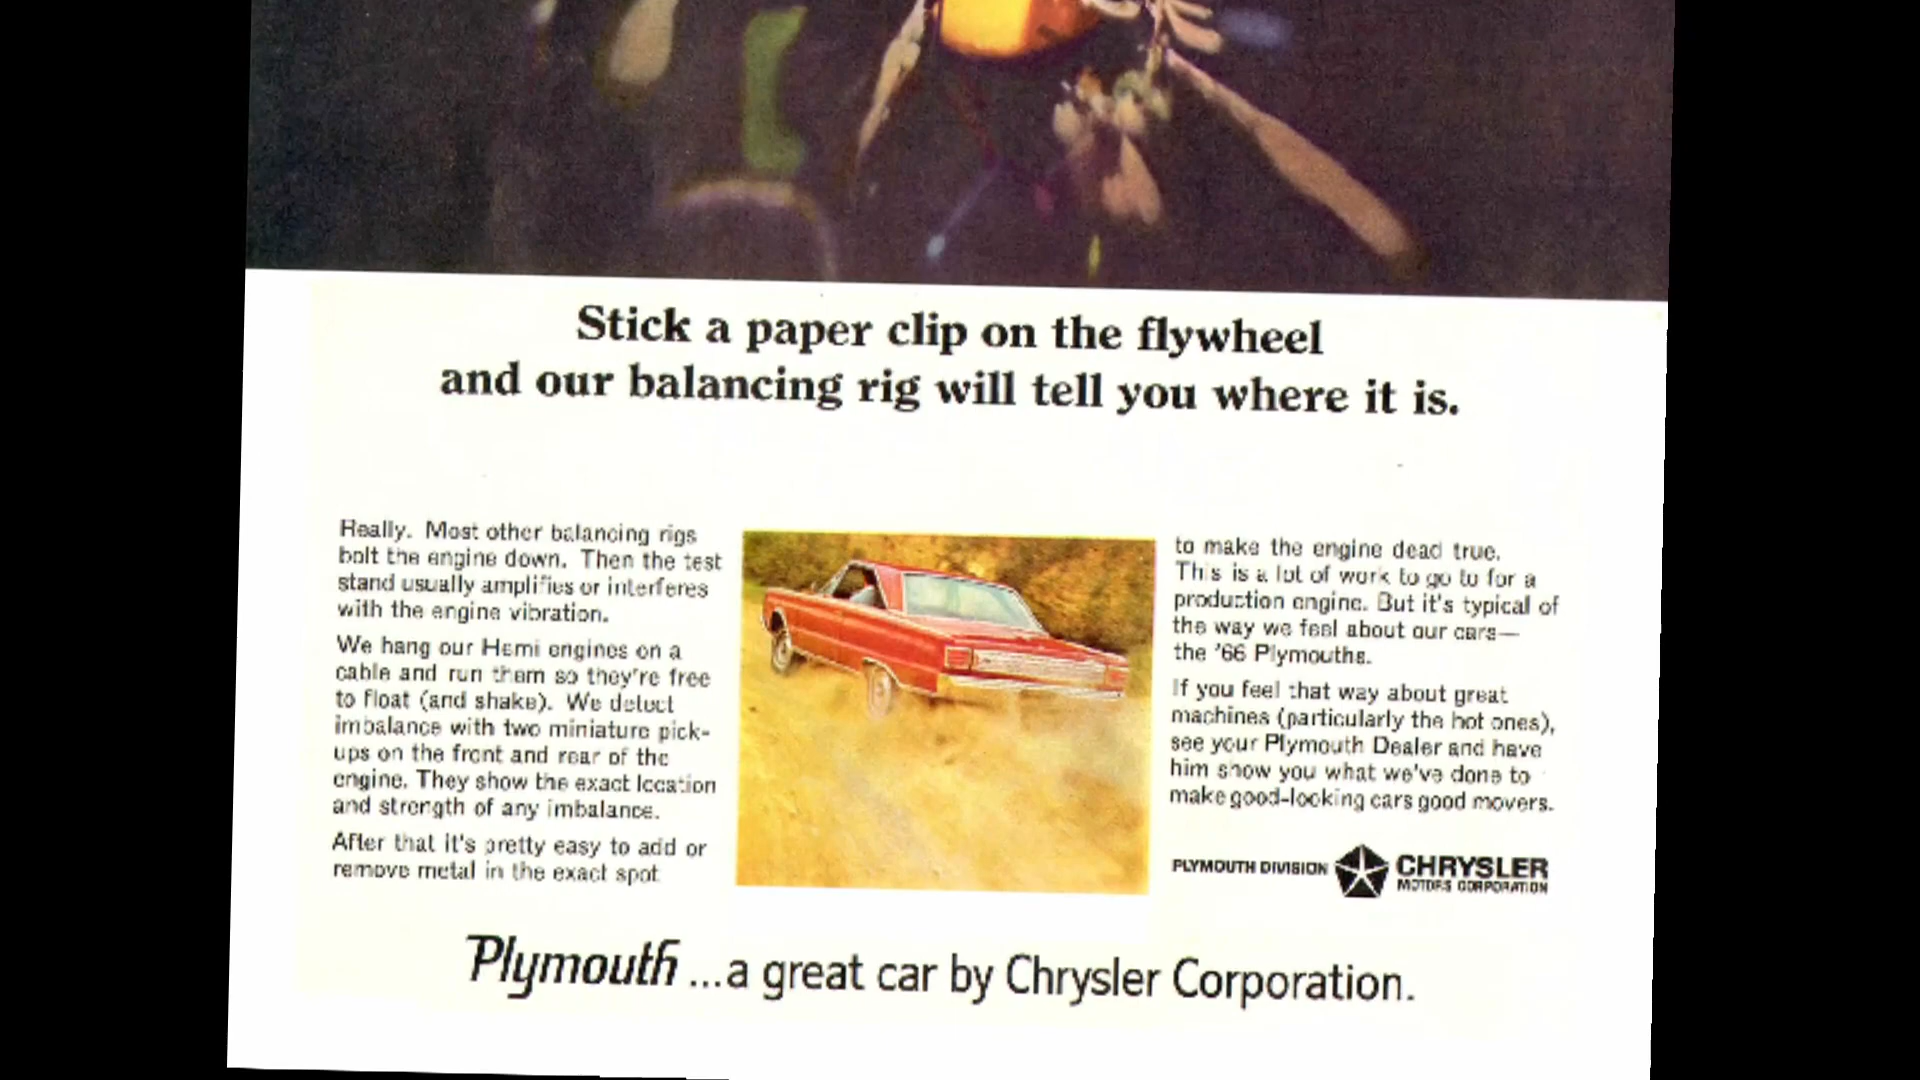 Stick a paper clip on the flywheel
and our balancing rig will tell you where it is.
Really. Most other balancing rigs
bolt the engine down. Then the test
stand usually amplifies or interferes
with the engine vibration.
We hang our Hemi engines on a
cable and run them so they're free
to float (and shake). We detect
imbalance with two miniature pick-
ups on the front and rear of the
engine. They show the exact location
and strength of any imbalance.
After that it's pretty easy to add or
remove metal in the exact spot
to make the engine dead true.
This is a lot of work to go to for a
production engine. But it's typical of
the way we feel about our cars—
the '66 Plymouths.
If you feel that way about great
machines (particularly the hot ones),
see your Plymouth Dealer and have
him show you what we've done to
make good-looking cars good movers.
PLYMOUTH DIVISION CHRYSLER
MOTORS CORPORATION
Plymouth ...a great car by Chrysler Corporation.